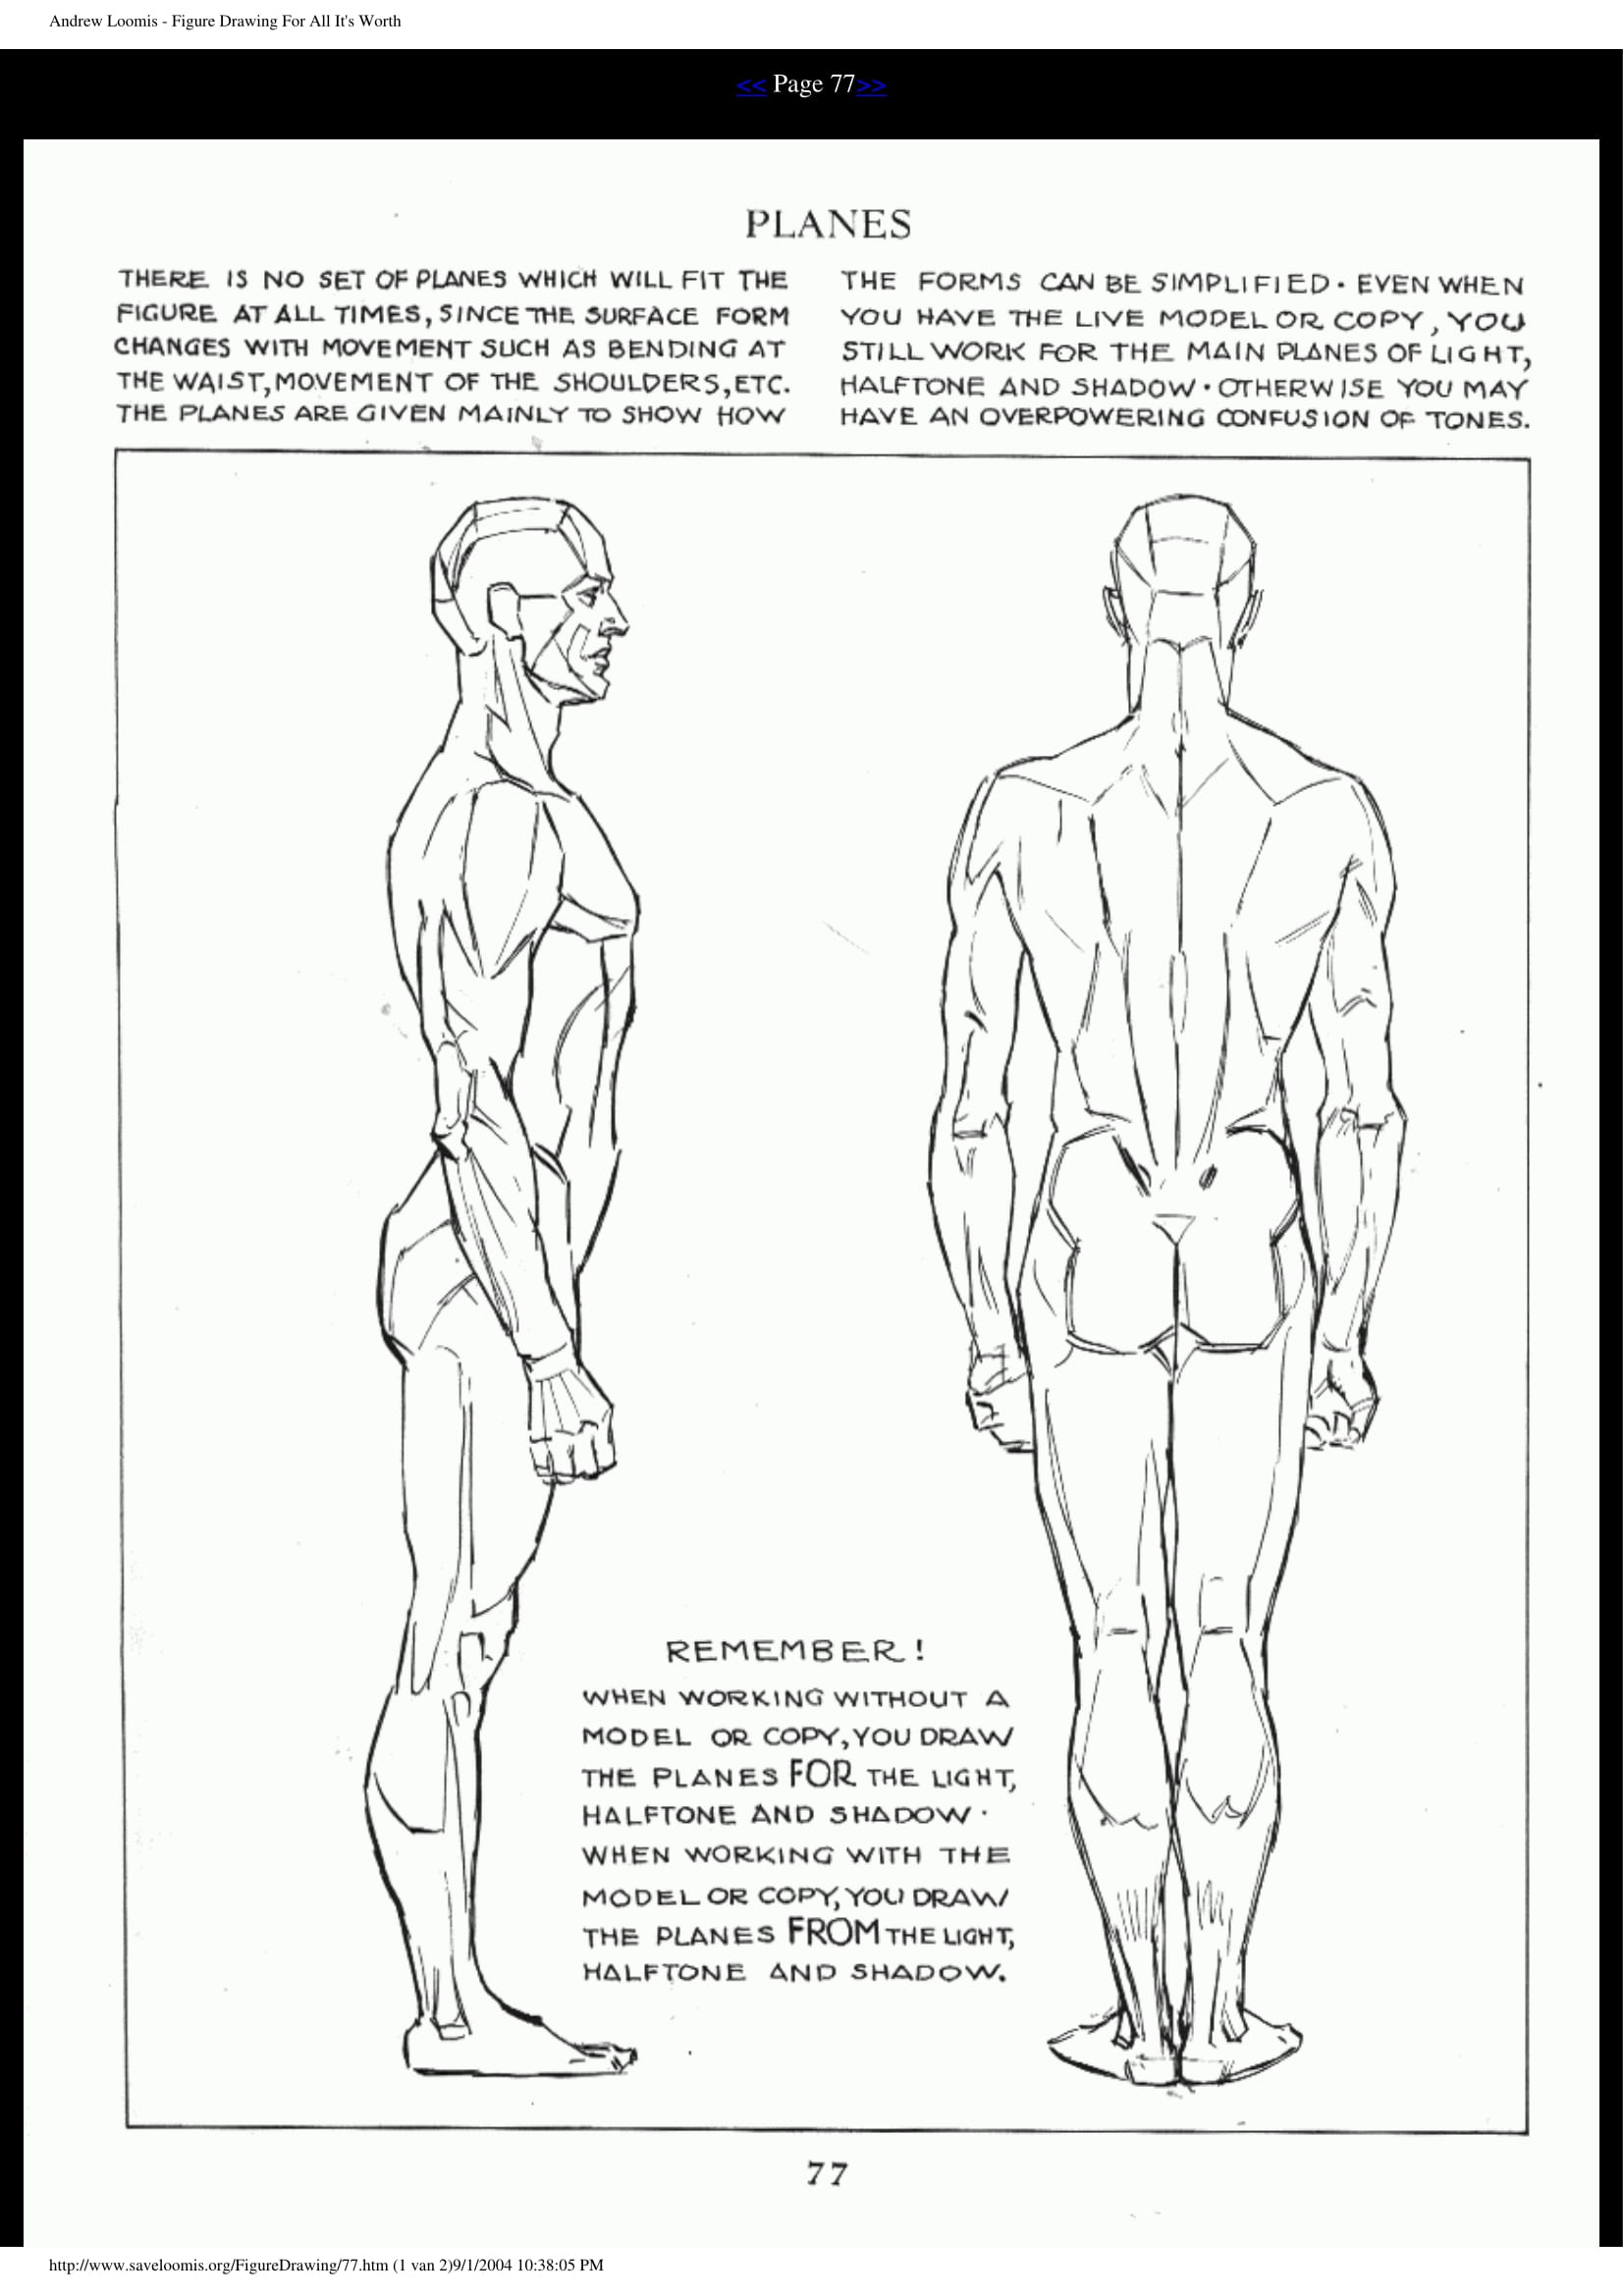 Andrew Loomis - Figure Drawing For All It's Worth
<< Page 77>>
PLANES
THERE IS NO SET OF PLANES WHICH WILL FIT THE
FIGURE AT ALL TIMES, SINCE THE SURFACE FORM
CHANGES WITH MOVEMENT SUCH AS BENDING AT
THE WAIST, MOVEMENT OF THE SHOULDERS, ETC.
THE PLANES ARE GIVEN MAINLY TO SHOW HOW
THE FORMS CAN BE SIMPLIFIED · EVEN WHEN
YOU HAVE THE LIVE MODEL OR COPY, YOU
STILL WORK FOR THE MAIN PLANES OF LIGHT,
HALFTONE AND SHADOW · OTHERWISE YOU MAY
HAVE AN OVERPOWERING CONFUSION OF TONES.
REMEMBER!
WHEN WORKING WITHOUT A
MODEL OR COPY, YOU DRAW
THE PLANES FOR THE LIGHT,
HALFTONE AND SHADOW ·
WHEN WORKING WITH THE
MODEL OR COPY, YOU DRAW
THE PLANES FROM THE LIGHT,
HALFTONE AND SHADOW.
77
http://www.saveloomis.org/FigureDrawing/77.htm (1 van 2)9/1/2004 10:38:05 PM